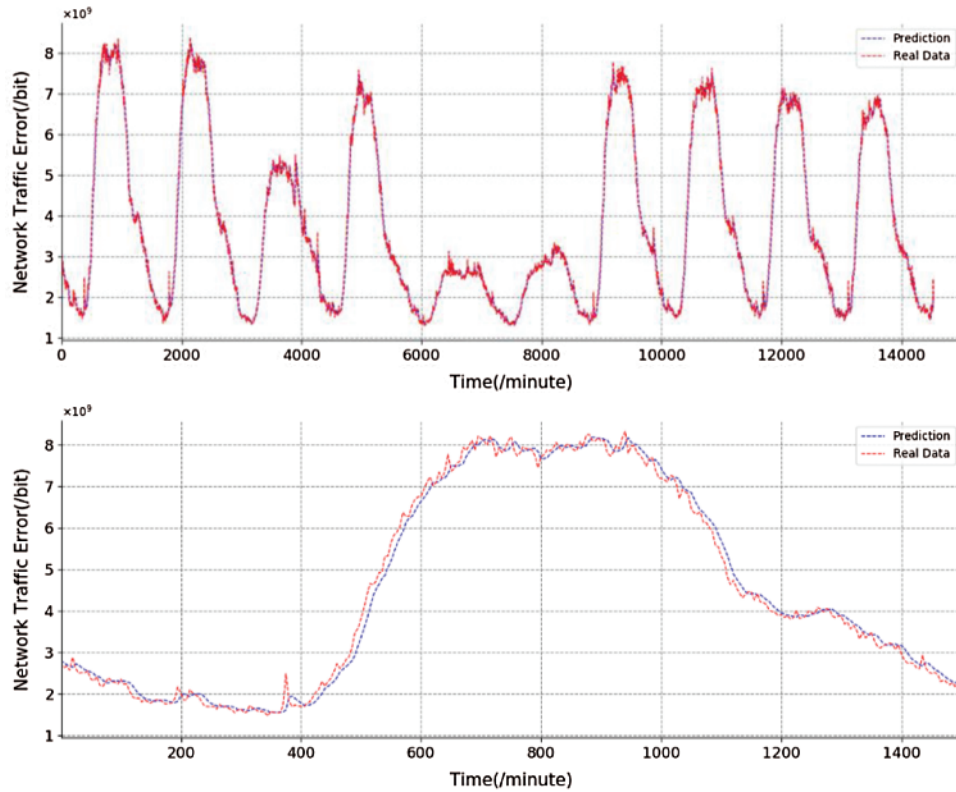 ×10⁹
Network Traffic Error(/bit)
8
7
6
5
4
3
2
1
Prediction
Real Data
0 2000 4000 6000 8000 10000 12000 14000
Time(/minute)
×10⁹
Network Traffic Error(/bit)
8
7
6
5
4
3
2
1
Prediction
Real Data
200 400 600 800 1000 1200 1400
Time(/minute)